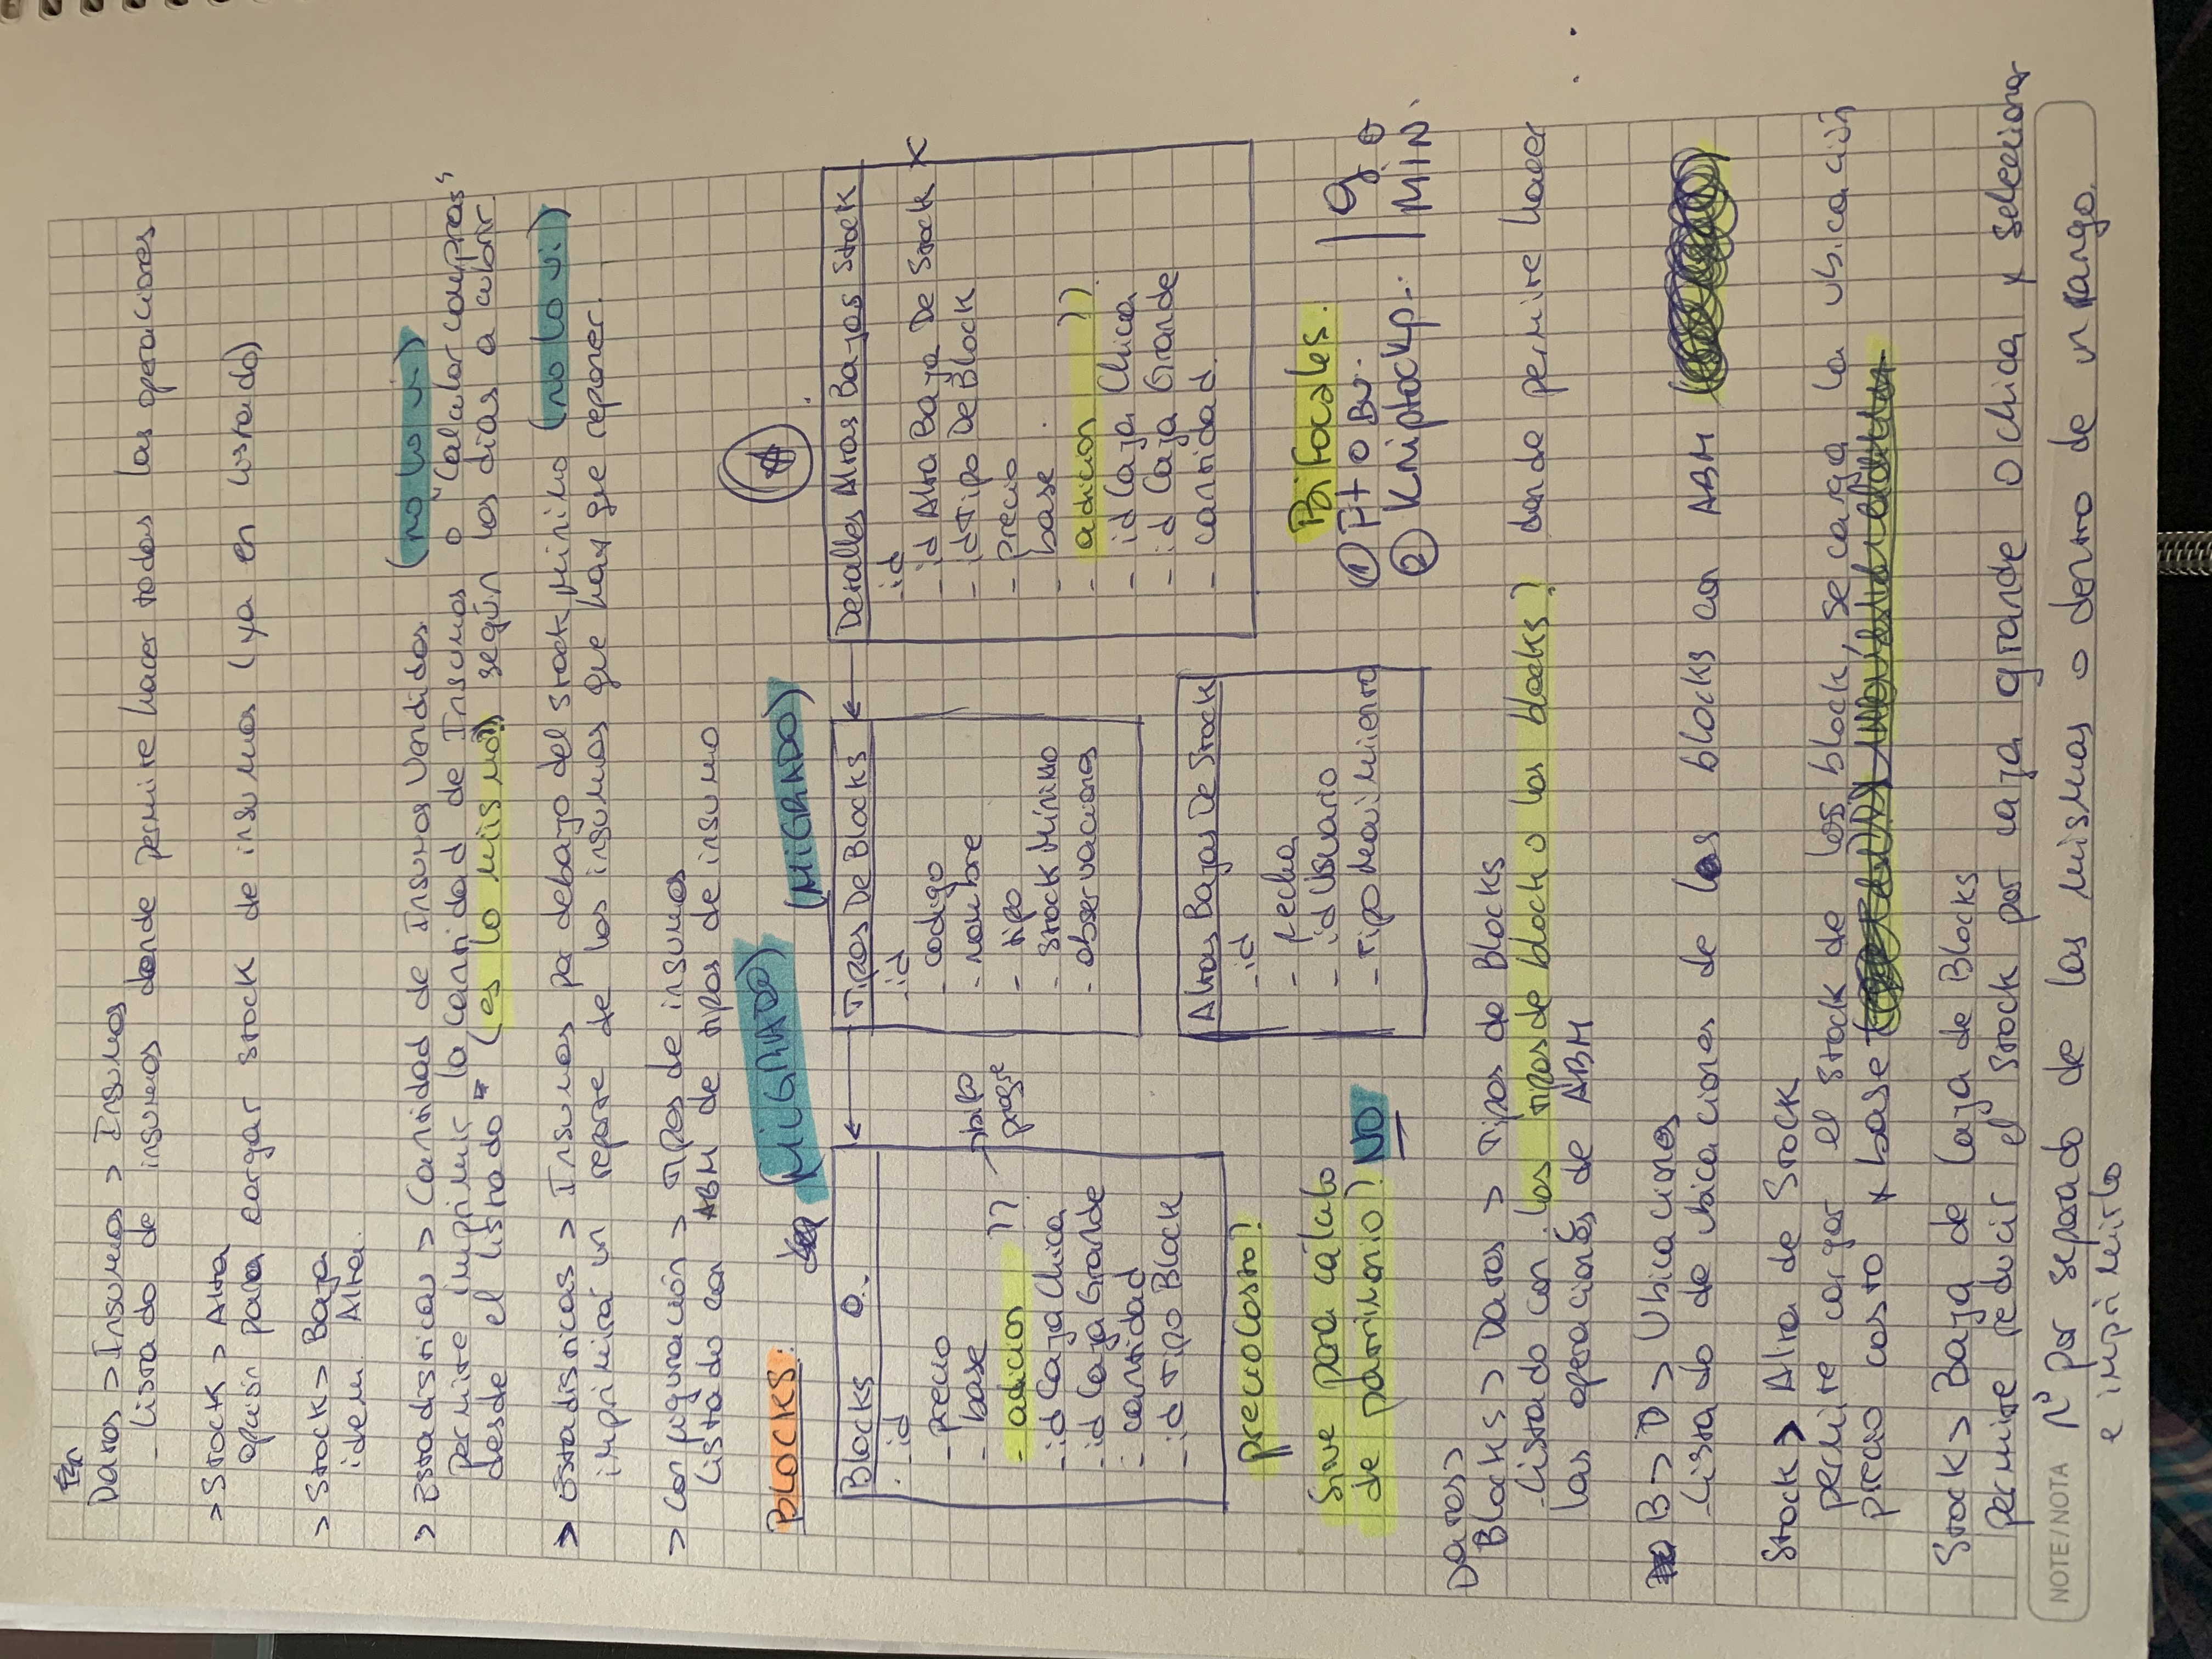 Datos > Insumos > Insumos
- Listado de insumos donde permite hacer todas las operaciones
> Stock > Alta
opción para cargar stock de insumos (ya en listado)
> Stock > Baja
idem. Alta.
> Estadísticas > Cantidad de Insumos Vendidos (no lo vi)
permite imprimir la cantidad de Insumos o "Calcular compras"
desde el listado (es lo mismo?) según los dias a cubrir.
> Estadisticas > Insumos por debajo del stock Mínimo (no lo vi)
imprimirá un reporte de los insumos que hay que reponer.
> Configuración > Tipos de insumos
Listado con ABM de tipos de insumo
BLOCKS: (MIGRADO) (MIGRADO)
Blocks
- id
- precio
- base
- adicion ??
- id Caja Chica
- id Caja Grande
- cantidad
- id Tipo Block
bifo
progre
Tipos De Blocks
- id
- codigo
- nombre
- tipo
- Stock Mínimo
- observaciones
Detalles Altas Bajas Stock
- id
- id Alta Baja De Stock
- id Tipo De Block
- precio
- base
- adicion ??
- id Caja Chica
- id Caja Grande
- cantidad.
Altas Bajas De Stock
- id
- fecha
- id Usuario
- Tipo Movimiento
precioCosto?
Sirve para cálculo
de patrimonio? NO
Bifocales.
① Ft o Bv..
② Kriptockp.. MIN.
Datos>
Blocks > Datos > Tipos de Blocks
- Listado con los tipos de block o los blocks? donde permite hacer
las operaciones de ABM
B > D > Ubicaciones
- Listado de ubicaciones de los blocks con ABM
Stock > Alta de Stock
permite cargar el stock de los block, se carga la ubicación
precio costo x base
Stock > Baja de Caja de Blocks
permite reducir el stock por caja grande o chica x seleccionar
NOTE/NOTA
N° por separado de las mismas o dentro de un rango.
e imprimirlo